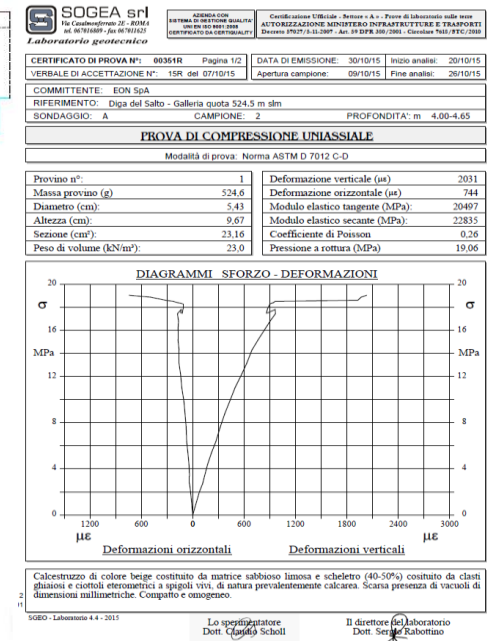 SOGEA srl
Via Casalmonferrato 2E - ROMA
tel. 067016609 - fax 067011625
Laboratorio geotecnico
AZIENDA CON
SISTEMA DI GESTIONE QUALITA'
UNI EN ISO 9001:2008
CERTIFICATO DA CERTIQUALITY
Certificazione Ufficiale - Settore « A » - Prove di laboratorio sulle terre
AUTORIZZAZIONE MINISTERO INFRASTRUTTURE E TRASPORTI
Decreto 57027/3-11-2007 - Art. 59 DPR 380/2001 - Circolare 7618/STC/2010
CERTIFICATO DI PROVA N°: 00351R Pagina 1/2 DATA DI EMISSIONE: 30/10/15 Inizio analisi: 20/10/15
VERBALE DI ACCETTAZIONE N°: 15R del 07/10/15 Apertura campione: 09/10/15 Fine analisi: 26/10/15
COMMITTENTE: EON SpA
RIFERIMENTO: Diga del Salto - Galleria quota 524.5 m slm
SONDAGGIO: A CAMPIONE: 2 PROFONDITA': m 4.00-4.65
PROVA DI COMPRESSIONE UNIASSIALE
Modalità di prova: Norma ASTM D 7012 C-D
Provino n°: 1 Deformazione verticale (με) 2031
Massa provino (g) 524,6 Deformazione orizzontale (με) 744
Diametro (cm): 5,43 Modulo elastico tangente (MPa): 20497
Altezza (cm): 9,67 Modulo elastico secante (MPa): 22835
Sezione (cm²): 23,16 Coefficiente di Poisson 0,26
Peso di volume (kN/m³): 23,0 Pressione a rottura (MPa) 19,06
DIAGRAMMI SFORZO - DEFORMAZIONI
20 20
σ σ
16 16
MPa MPa
12 12
8 8
4 4
0 0
1200 600 0 600 1200 1800 2400 3000
με με
Deformazioni orizzontali Deformazioni verticali
Calcestruzzo di colore beige costituito da matrice sabbioso limosa e scheletro (40-50%) cosituito da clasti
ghiaiosi e ciottoli eterometrici a spigoli vivi, di natura prevalentemente calcarea. Scarsa presenza di vacuoli di
dimensioni millimetriche. Compatto e omogeneo.
SGEO - Laboratorio 4.4 - 2015
Lo sperimentatore Il direttore del laboratorio
Dott. Claudio Scholl Dott. Sergio Rabottino